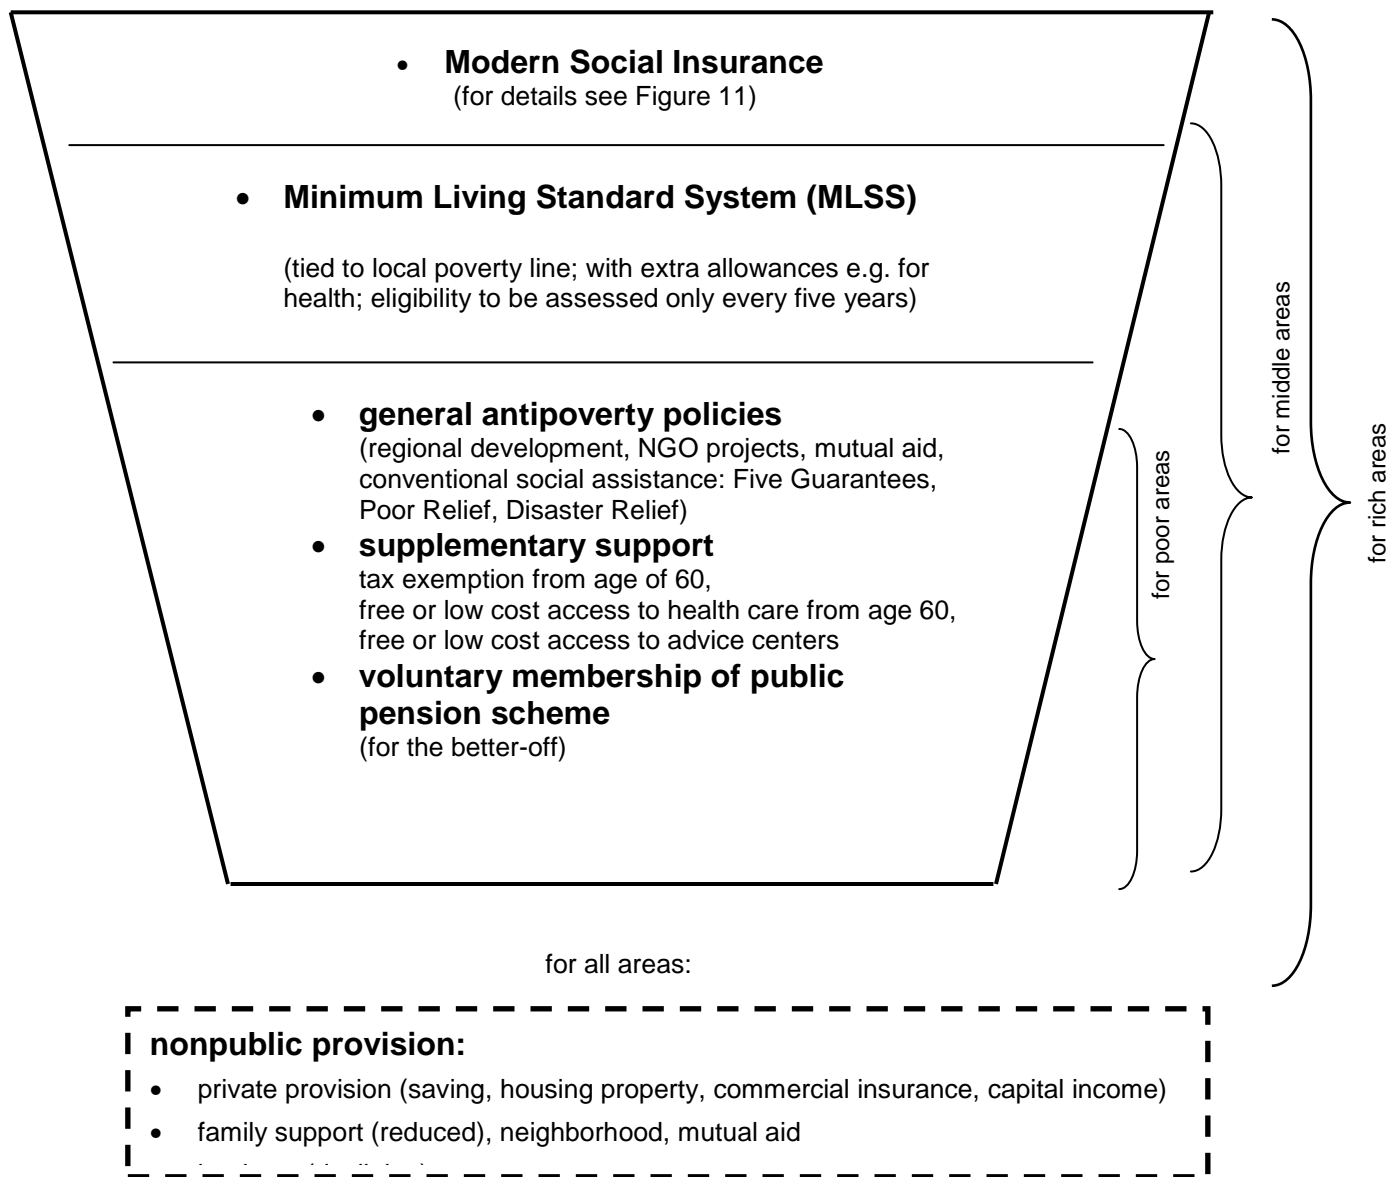 • Modern Social Insurance
(for details see Figure 11)
• Minimum Living Standard System (MLSS)
(tied to local poverty line; with extra allowances e.g. for
health; eligibility to be assessed only every five years)
• general antipoverty policies
(regional development, NGO projects, mutual aid,
conventional social assistance: Five Guarantees,
Poor Relief, Disaster Relief)
• supplementary support
tax exemption from age of 60,
free or low cost access to health care from age 60,
free or low cost access to advice centers
• voluntary membership of public
pension scheme
(for the better-off)
for poor areas
for middle areas
for rich areas
for all areas:
nonpublic provision:
• private provision (saving, housing property, commercial insurance, capital income)
• family support (reduced), neighborhood, mutual aid